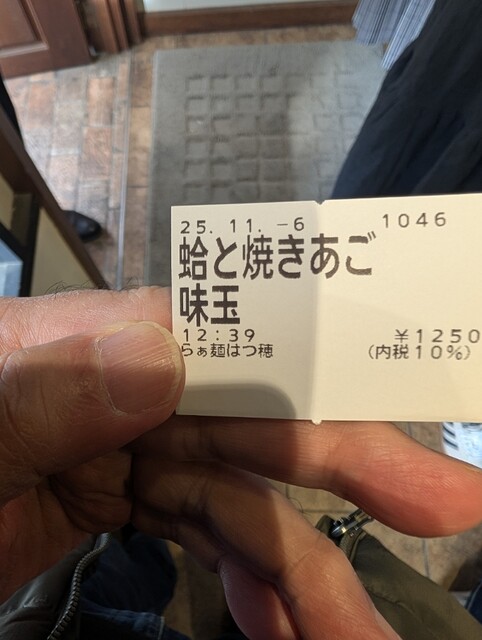 25. 11. -6 1046
蛤と焼きあご
味玉
12:39 ￥1250
らぁ麺はつ穂 (内税10%)